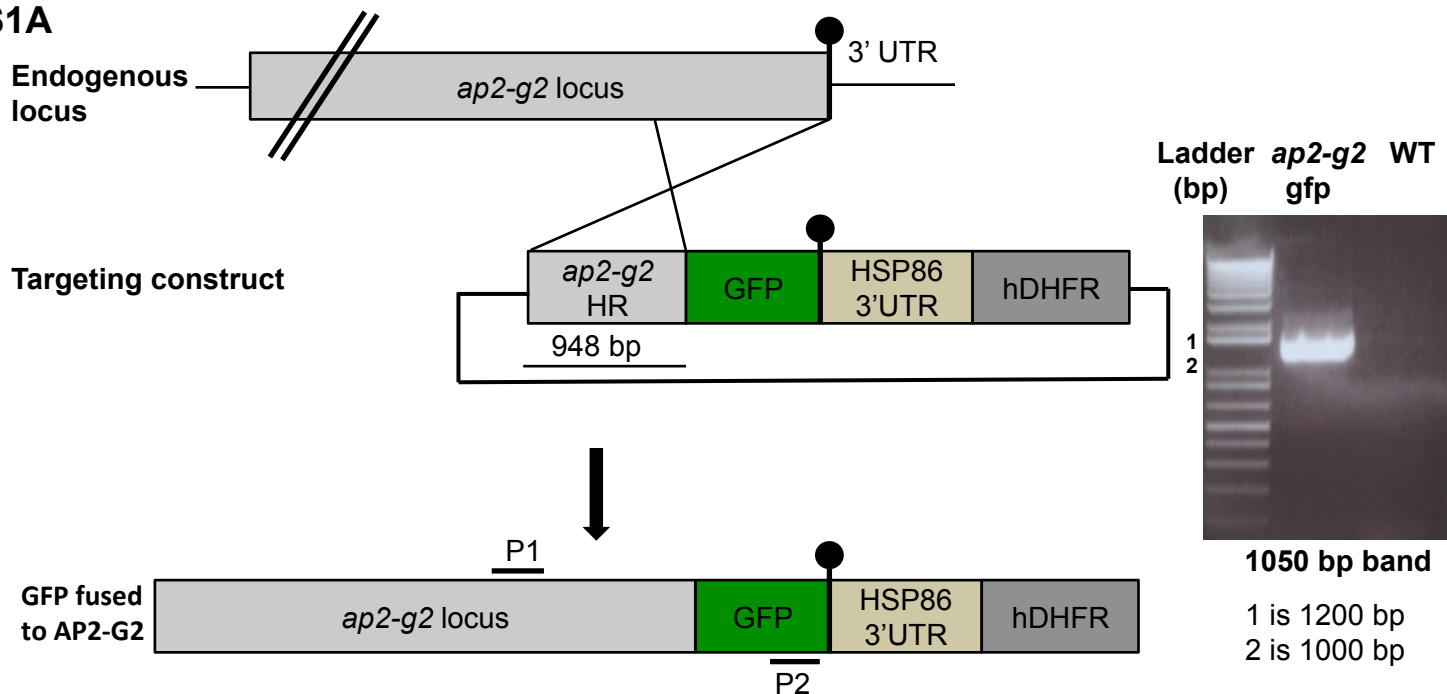 S1A
Endogenous
locus
ap2-g2 locus
3’ UTR
Targeting construct
ap2-g2
HR
GFP
HSP86
3’UTR
hDHFR
948 bp
Ladder ap2-g2 WT
(bp) gfp
1
2
1050 bp band
1 is 1200 bp
2 is 1000 bp
P1
GFP fused
to AP2-G2
ap2-g2 locus
GFP
HSP86
3’UTR
hDHFR
P2